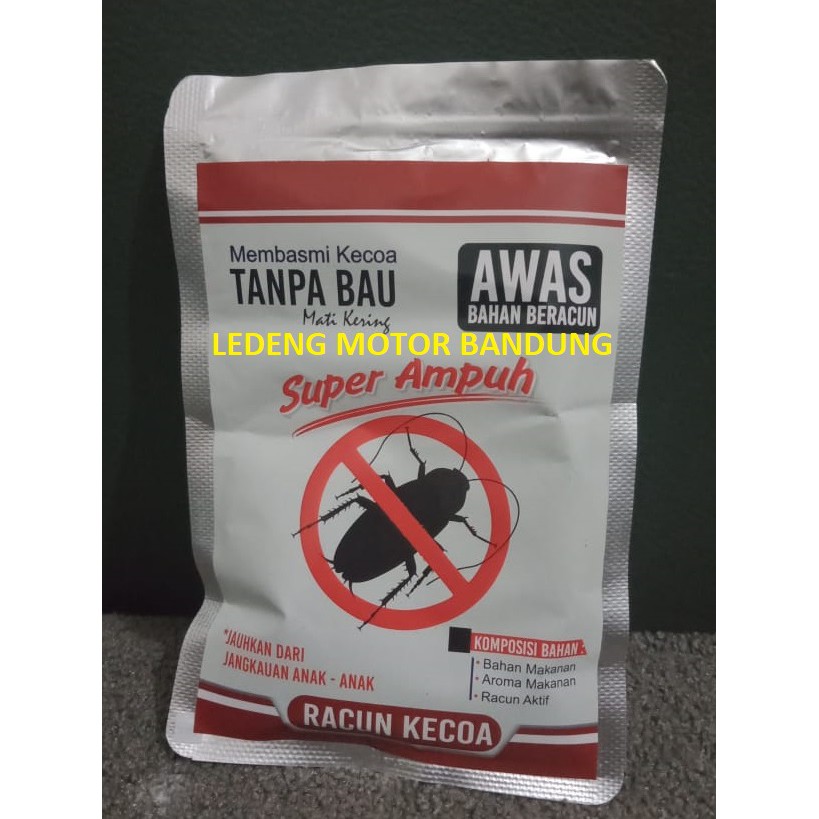 Membasmi Kecoa
TANPA BAU
Mati Kering
AWAS
BAHAN BERACUN
LEDENG MOTOR BANDUNG
Super Ampuh
*JAUHKAN DARI
JANGKAUAN ANAK - ANAK
KOMPOSISI BAHAN :
• Bahan Makanan
• Aroma Makanan
• Racun Aktif
RACUN KECOA